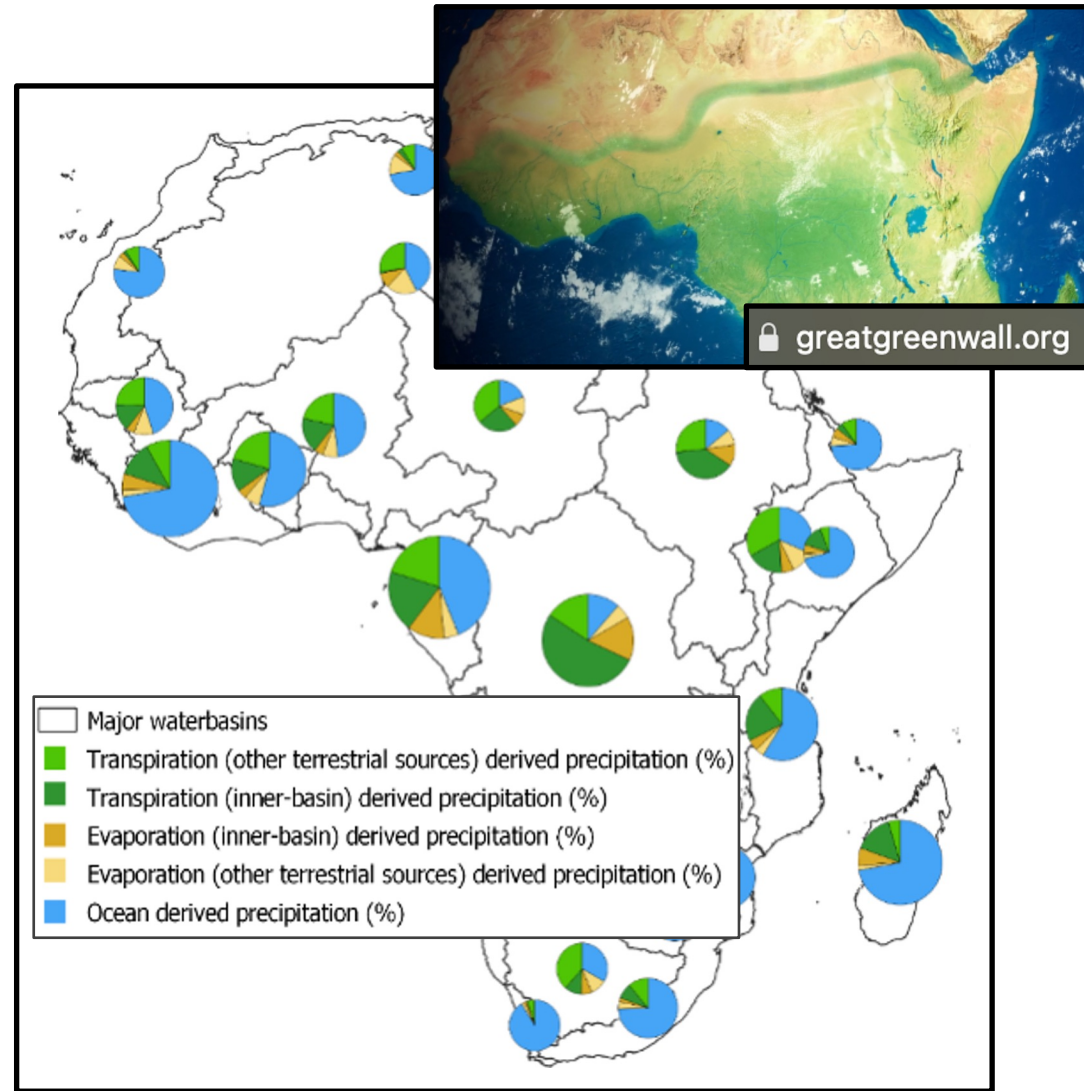 greatgreenwall.org
Major waterbasins
Transpiration (other terrestrial sources) derived precipitation (%)
Transpiration (inner-basin) derived precipitation (%)
Evaporation (inner-basin) derived precipitation (%)
Evaporation (other terrestrial sources) derived precipitation (%)
Ocean derived precipitation (%)